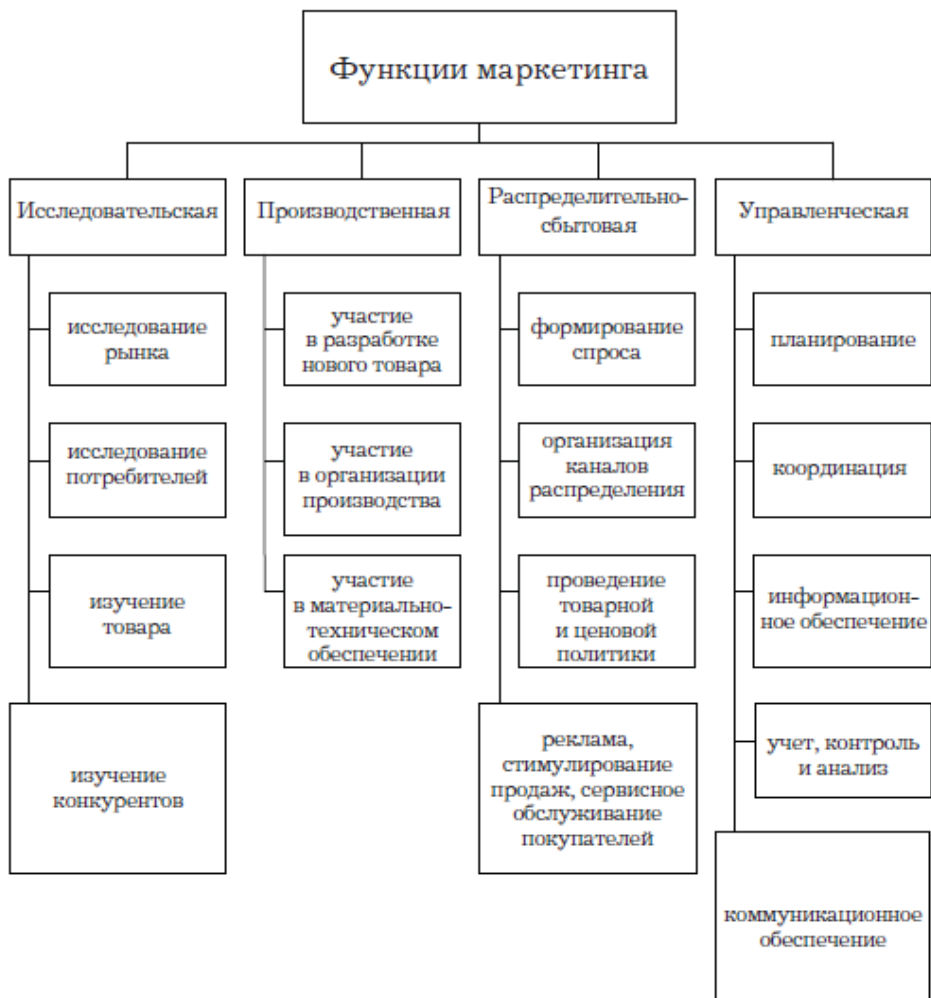 Функции маркетинга
Исследовательская
исследование
рынка
исследование
потребителей
изучение
товара
изучение
конкурентов
Производственная
участие
в разработке
нового товара
участие
в организации
производства
участие
в материально-
техническом
обеспечении
Распределительно-
сбытовая
формирование
спроса
организация
каналов
распределения
проведение
товарной
и ценовой
политики
реклама,
стимулирование
продаж, сервисное
обслуживание
покупателей
Управленческая
планирование
координация
информацион-
ное обеспечение
учет, контроль
и анализ
коммуникационное
обеспечение